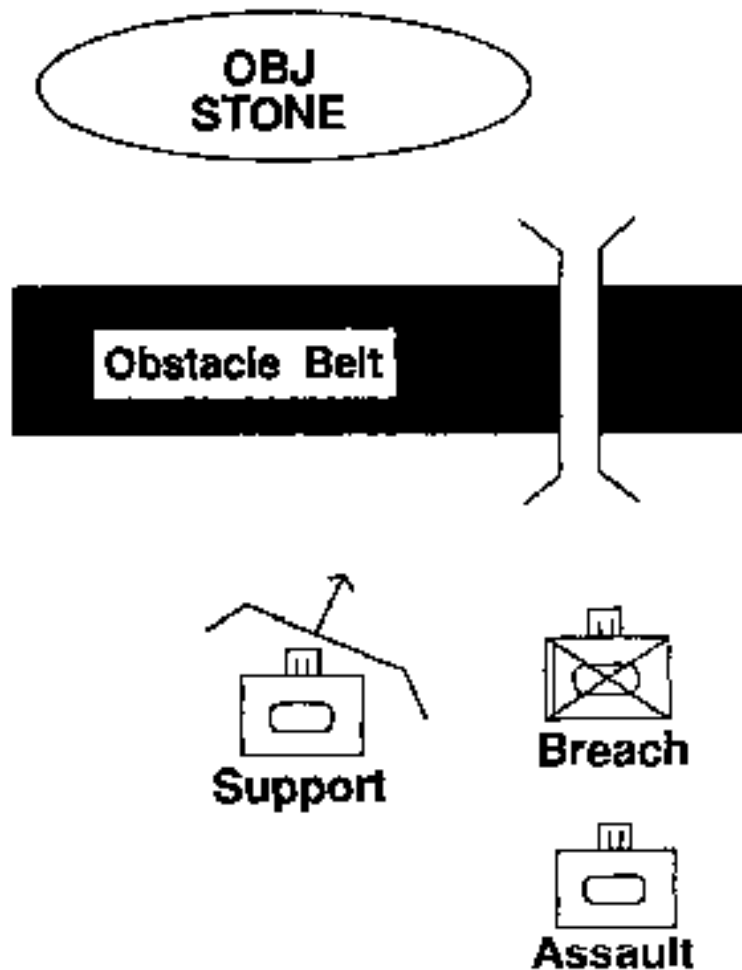 OBJ
STONE
Obstacle Belt
Support
Breach
Assault